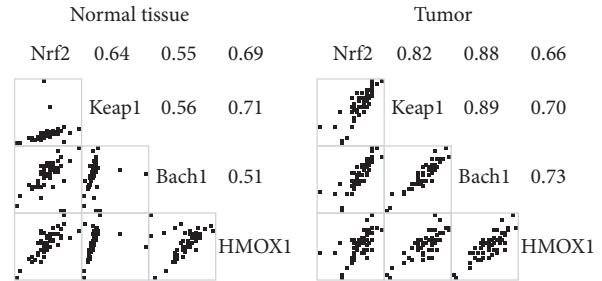 Normal tissue
Nrf2 0.64 0.55 0.69
Keap1 0.56 0.71
Bach1 0.51
HMOX1
Tumor
Nrf2 0.82 0.88 0.66
Keap1 0.89 0.70
Bach1 0.73
HMOX1